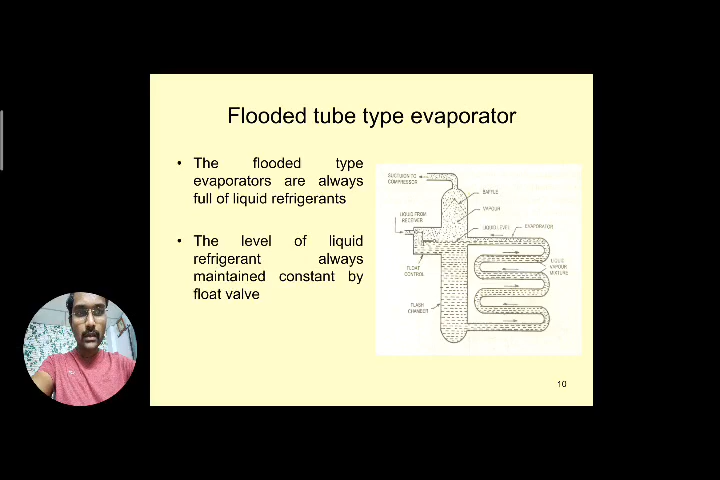 Flooded tube type evaporator
• The flooded type
evaporators are always
full of liquid refrigerants
• The level of liquid
refrigerant always
maintained constant by
float valve
SUCTUION TO
COMPRESSOR
BAFFLE
VAPOUR
LIQUID FROM
RECEIVER
LIQUID LEVEL
EVAPORATOR
FLOAT
CONTROL
LIQUID
VAPOUR
MIXTURE
FLASH
CHAMBER
10